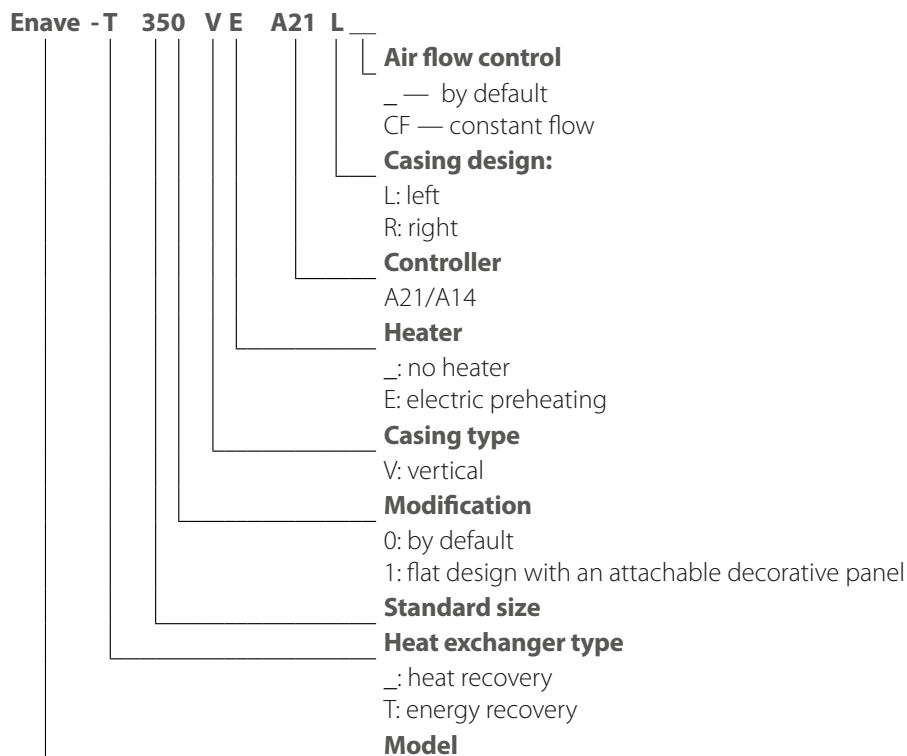 Enave - T 350 V E A21 L __
Air flow control
_ — by default
CF — constant flow
Casing design:
L: left
R: right
Controller
A21/A14
Heater
_: no heater
E: electric preheating
Casing type
V: vertical
Modification
0: by default
1: flat design with an attachable decorative panel
Standard size
Heat exchanger type
_: heat recovery
T: energy recovery
Model